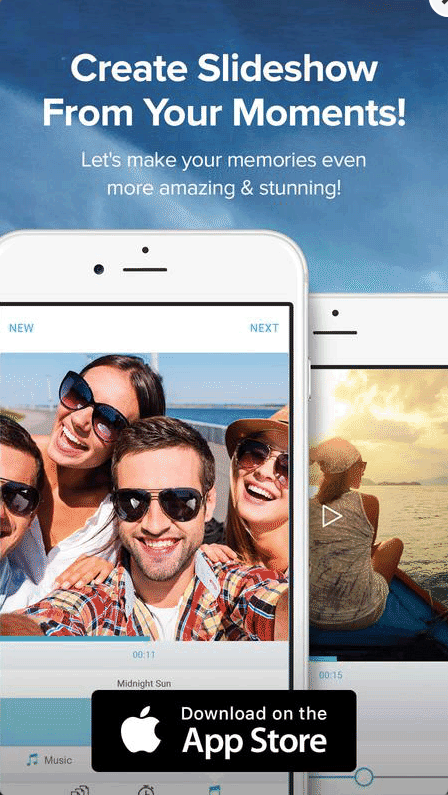 Create Slideshow
From Your Moments!
Let's make your memories even
more amazing & stunning!
NEW
NEXT
00:11
00:15
Midnight Sun
Music
Download on the
App Store